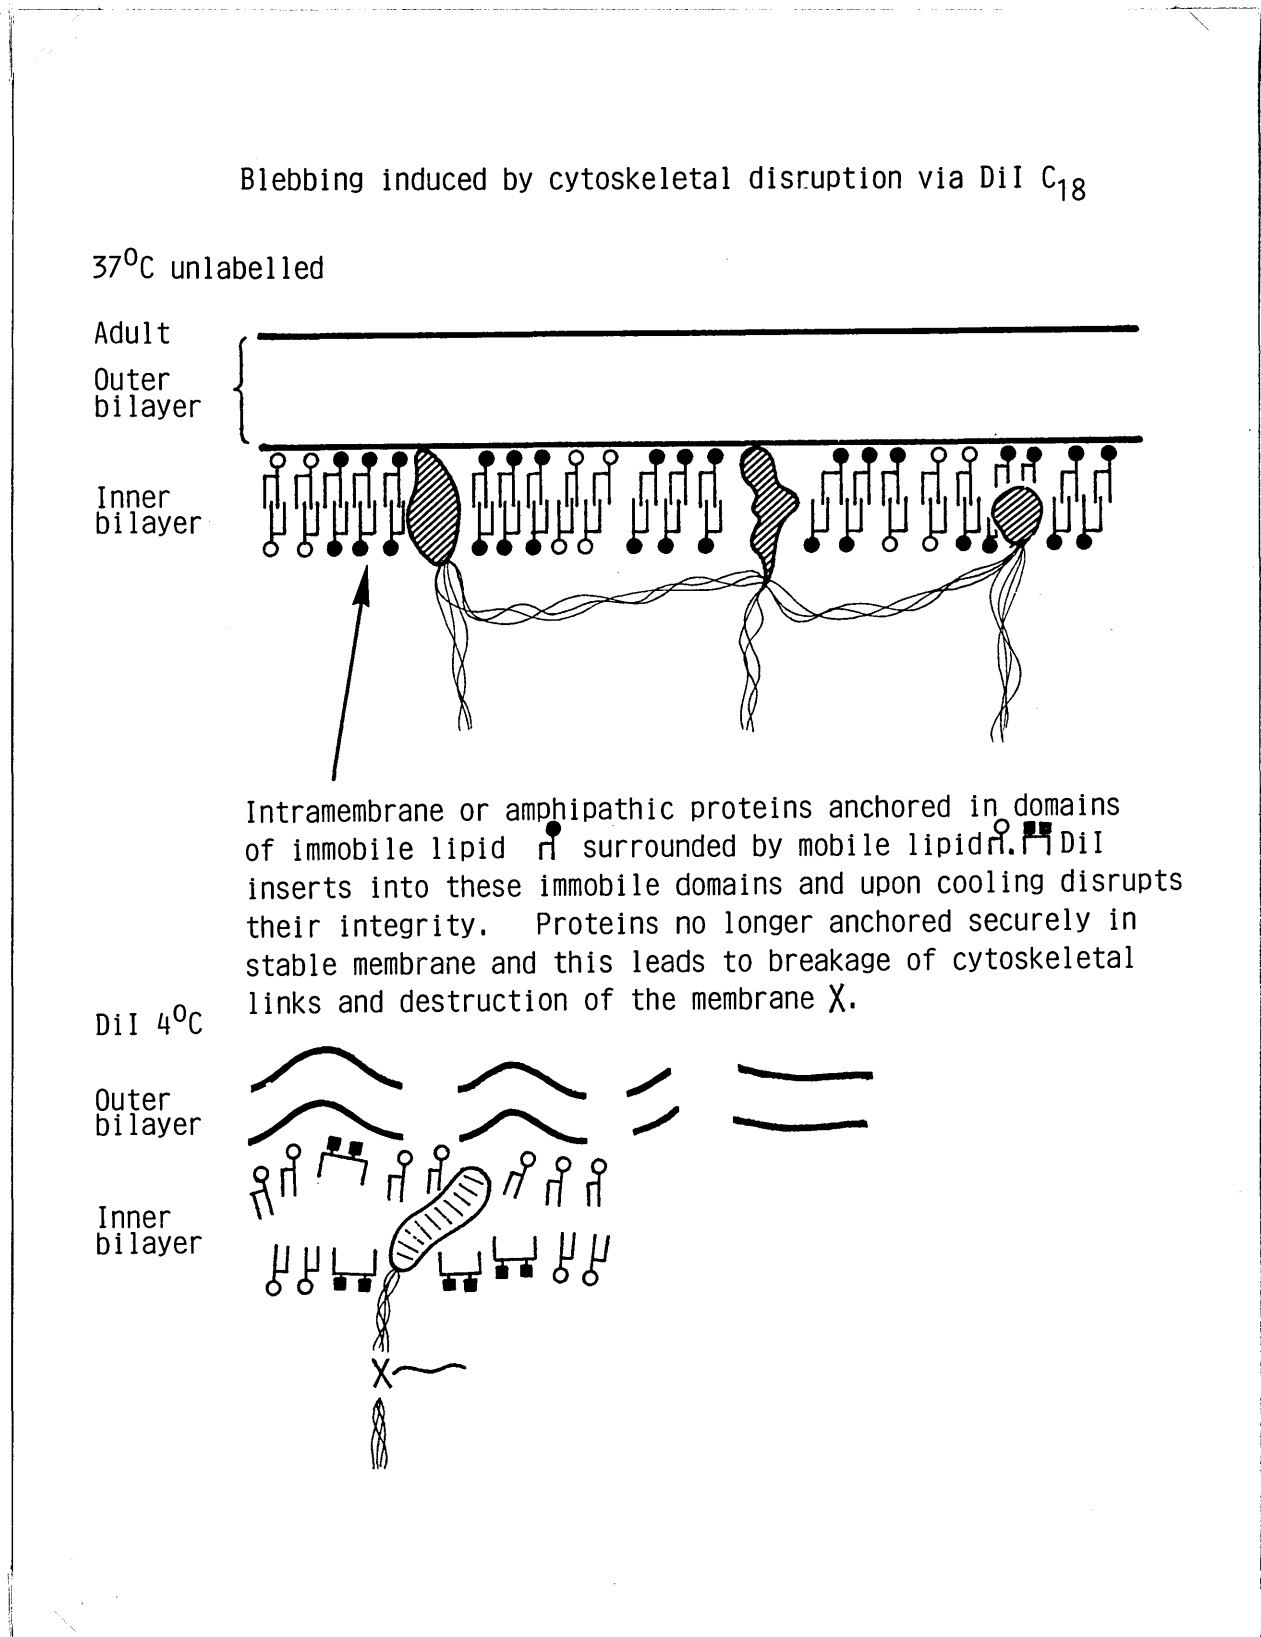 Blebbing induced by cytoskeletal disruption via DiI C18
37°C unlabelled
Adult
Outer
bilayer
Inner
bilayer
Intramembrane or amphipathic proteins anchored in domains
of immobile lipid surrounded by mobile lipid. DiI
inserts into these immobile domains and upon cooling disrupts
their integrity. Proteins no longer anchored securely in
stable membrane and this leads to breakage of cytoskeletal
links and destruction of the membrane X.
DiI 4°C
Outer
bilayer
Inner
bilayer
X